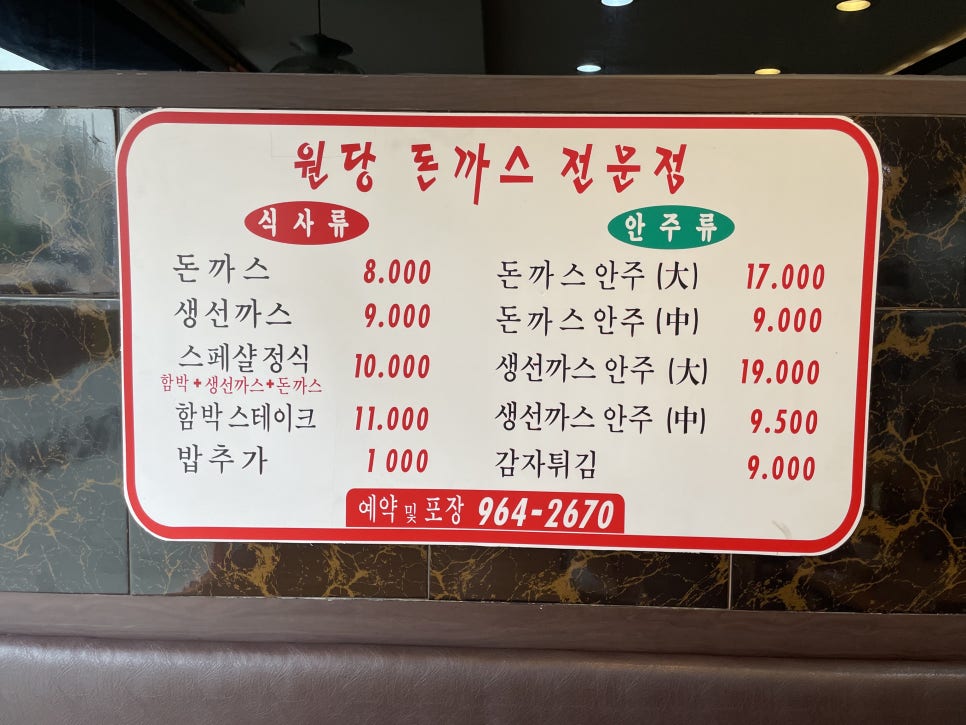 원당 돈까스 전문점
식사류
돈까스 8.000
생선까스 9.000
스페샬정식 10.000
함박+생선까스+돈까스
함박스테이크 11.000
밥추가 1 000
안주류
돈까스안주 (大) 17.000
돈까스안주 (中) 9.000
생선까스 안주 (大) 19.000
생선까스 안주 (中) 9.500
감자튀김 9.000
예약 및 포장 964-2670